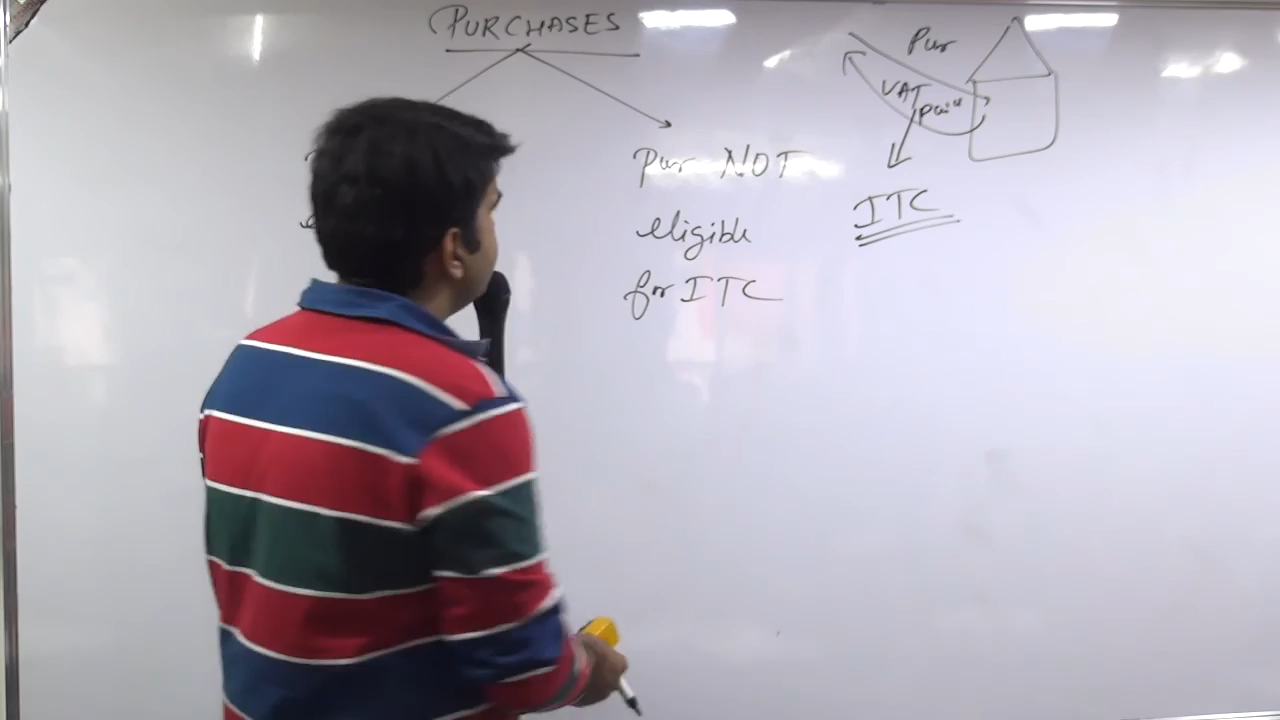 PURCHASES
Pur NOT
eligible
for ITC
Pur
VAT
paid
ITC